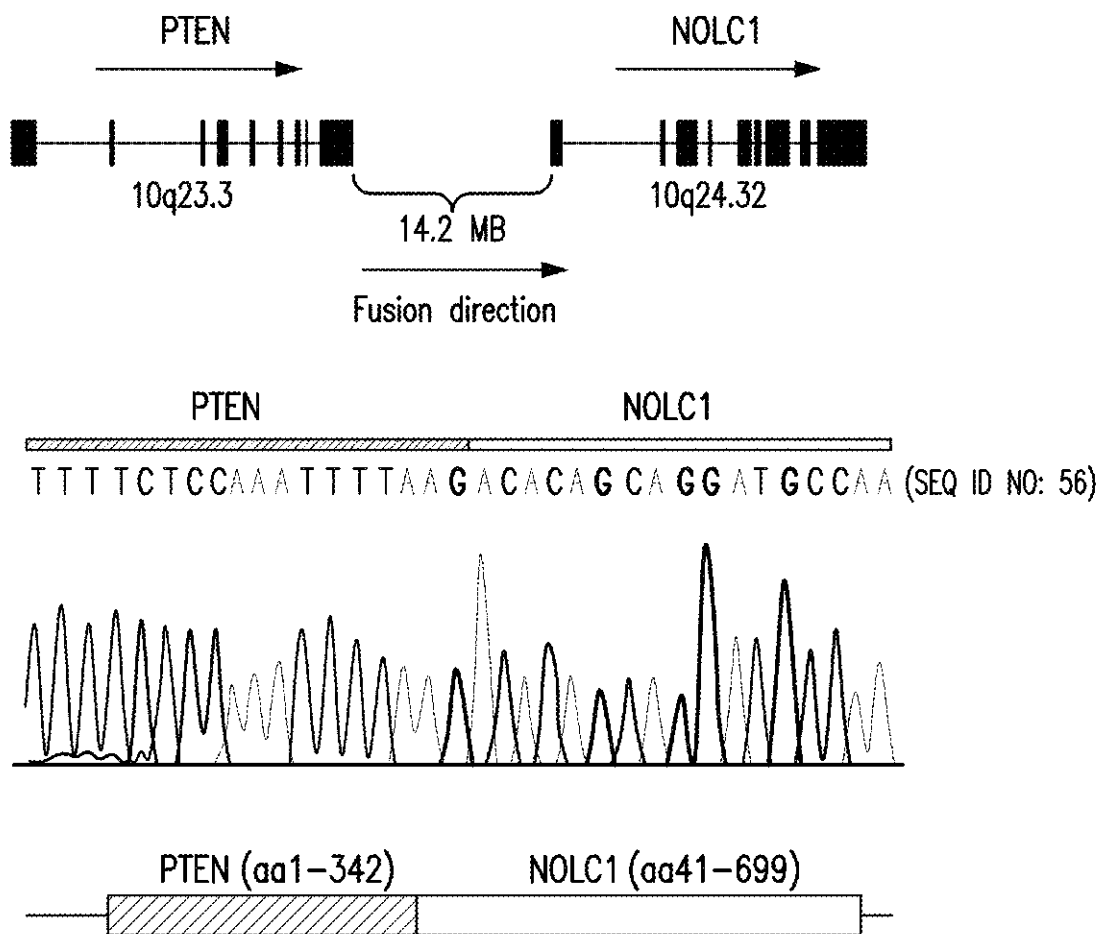 PTEN NOLC1
10q23.3 10q24.32
14.2 MB
Fusion direction
PTEN NOLC1
TTTTCTCCAAATTTTAAGACACAGCAGGATGCCAA (SEQ ID NO: 56)
PTEN (aa1-342) NOLC1 (aa41-699)